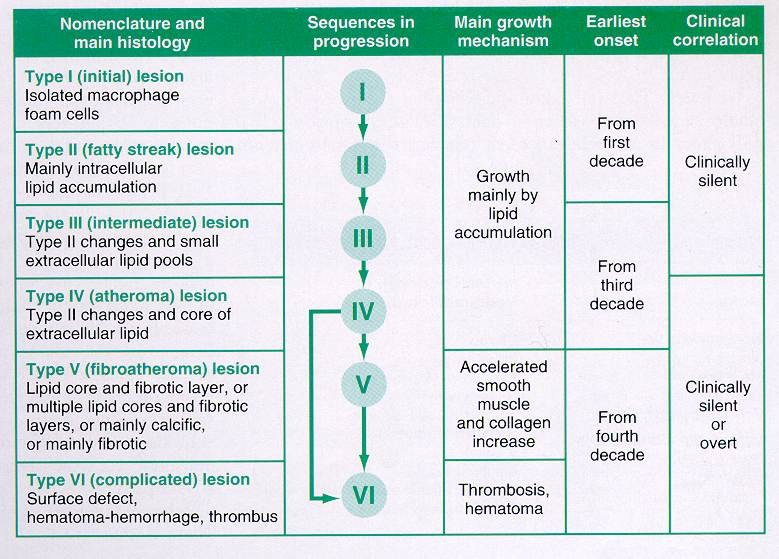 Nomenclature and
main histology
Sequences in
progression
Main growth
mechanism
Earliest
onset
Clinical
correlation
Type I (initial) lesion
Isolated macrophage
foam cells
Type II (fatty streak) lesion
Mainly intracellular
lipid accumulation
Type III (intermediate) lesion
Type II changes and small
extracellular lipid pools
Type IV (atheroma) lesion
Type II changes and core of
extracellular lipid
Type V (fibroatheroma) lesion
Lipid core and fibrotic layer, or
multiple lipid cores and fibrotic
layers, or mainly calcific,
or mainly fibrotic
Type VI (complicated) lesion
Surface defect,
hematoma-hemorrhage, thrombus
I
II
III
IV
V
VI
Growth
mainly by
lipid
accumulation
Accelerated
smooth
muscle
and collagen
increase
Thrombosis,
hematoma
From
first
decade
From
third
decade
From
fourth
decade
Clinically
silent
Clinically
silent
or
overt